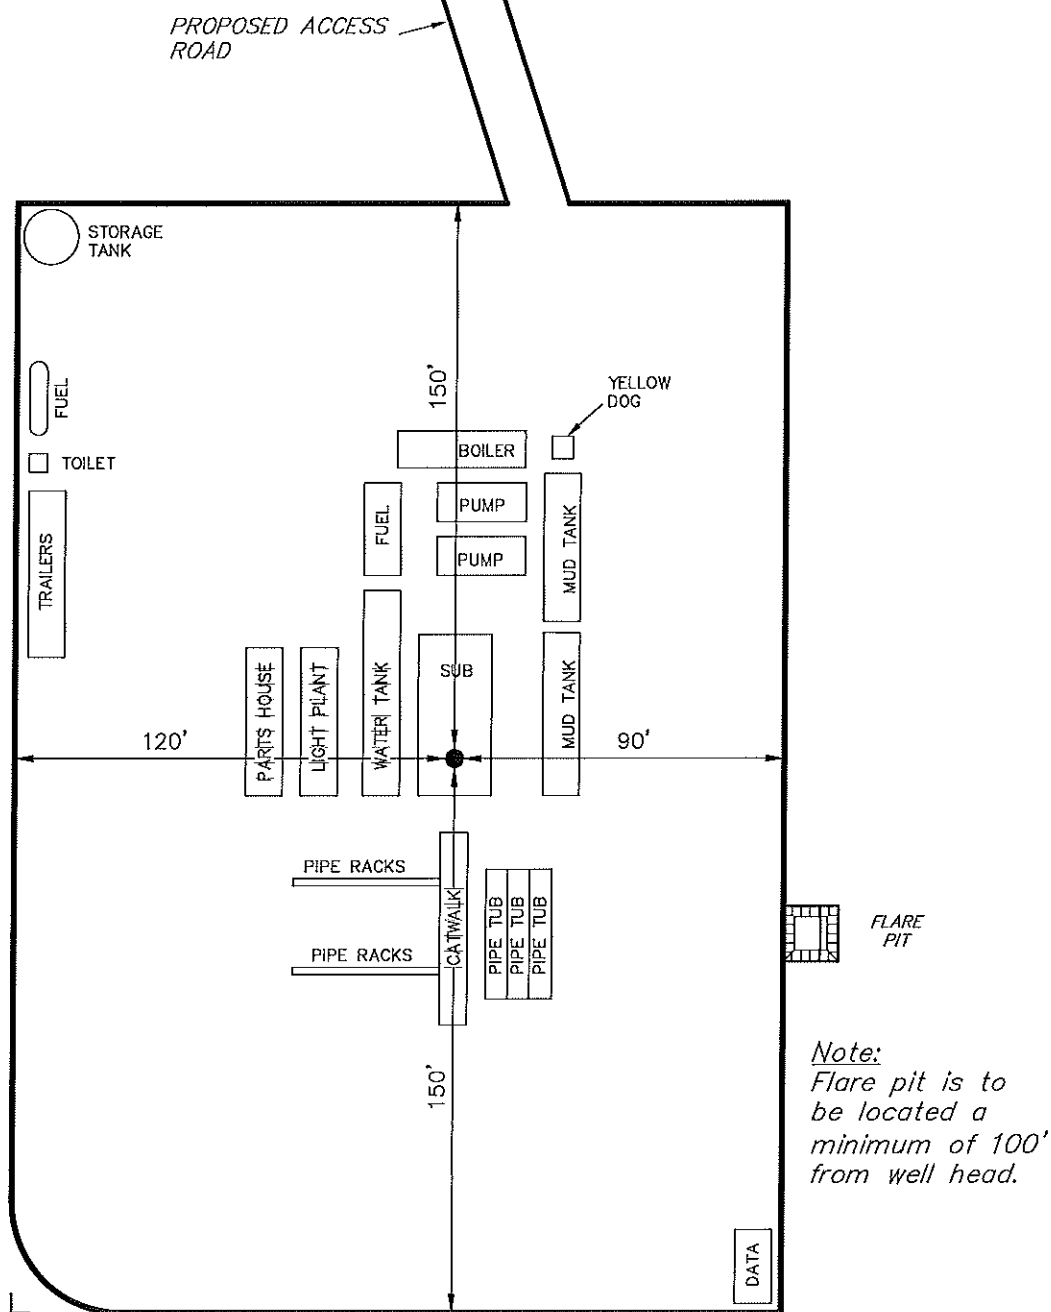 PROPOSED ACCESS
ROAD
STORAGE
TANK
150'
YELLOW
DOG
FUEL
BOILER
TOILET
PUMP
FUEL
MUD TANK
PUMP
TRAILERS
SUB
PARTS HOUSE
LIGHT PLANT
WATER TANK
MUD TANK
120'
90'
PIPE RACKS
CATWALK
PIPE TUB
PIPE TUB
PIPE TUB
FLARE
PIT
PIPE RACKS
150'
Note:
Flare pit is to
be located a
minimum of 100'
from well head.
DATA